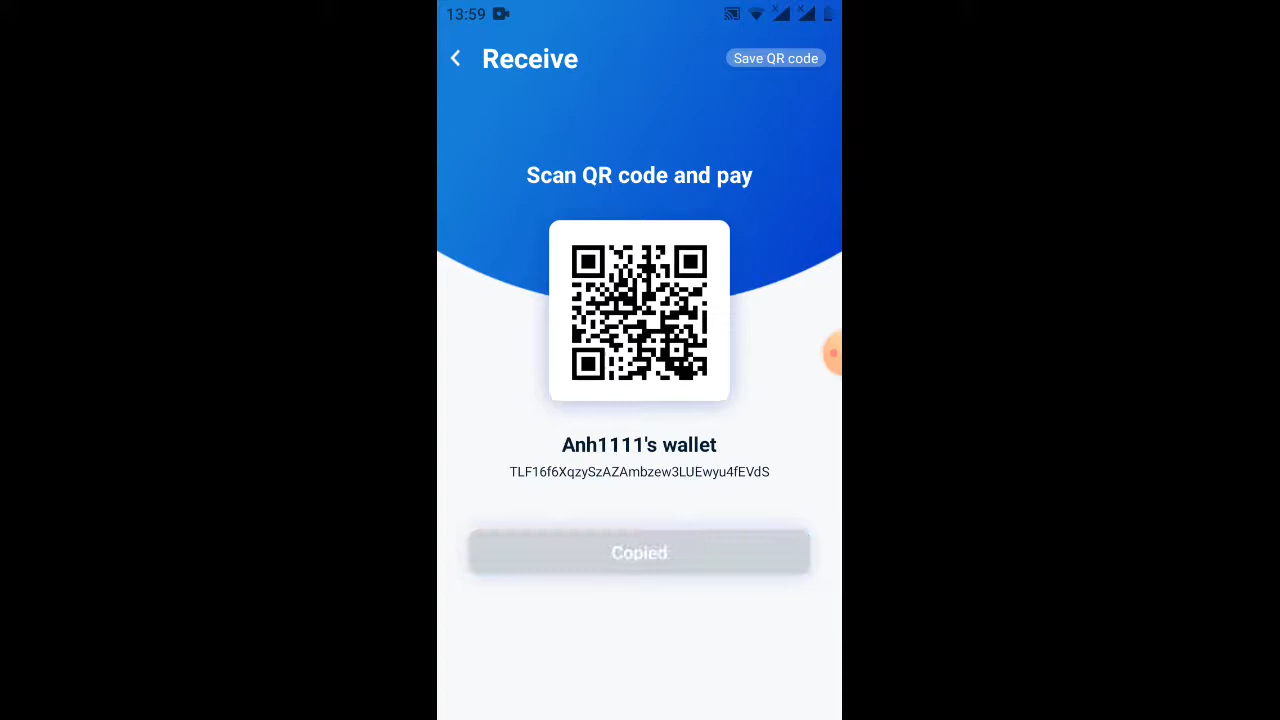 13:59
Receive
Save QR code
Scan QR code and pay
Anh1111's wallet
TLF16f6XqzySzAZAmbzew3LUEwyu4fEVdS
Copied